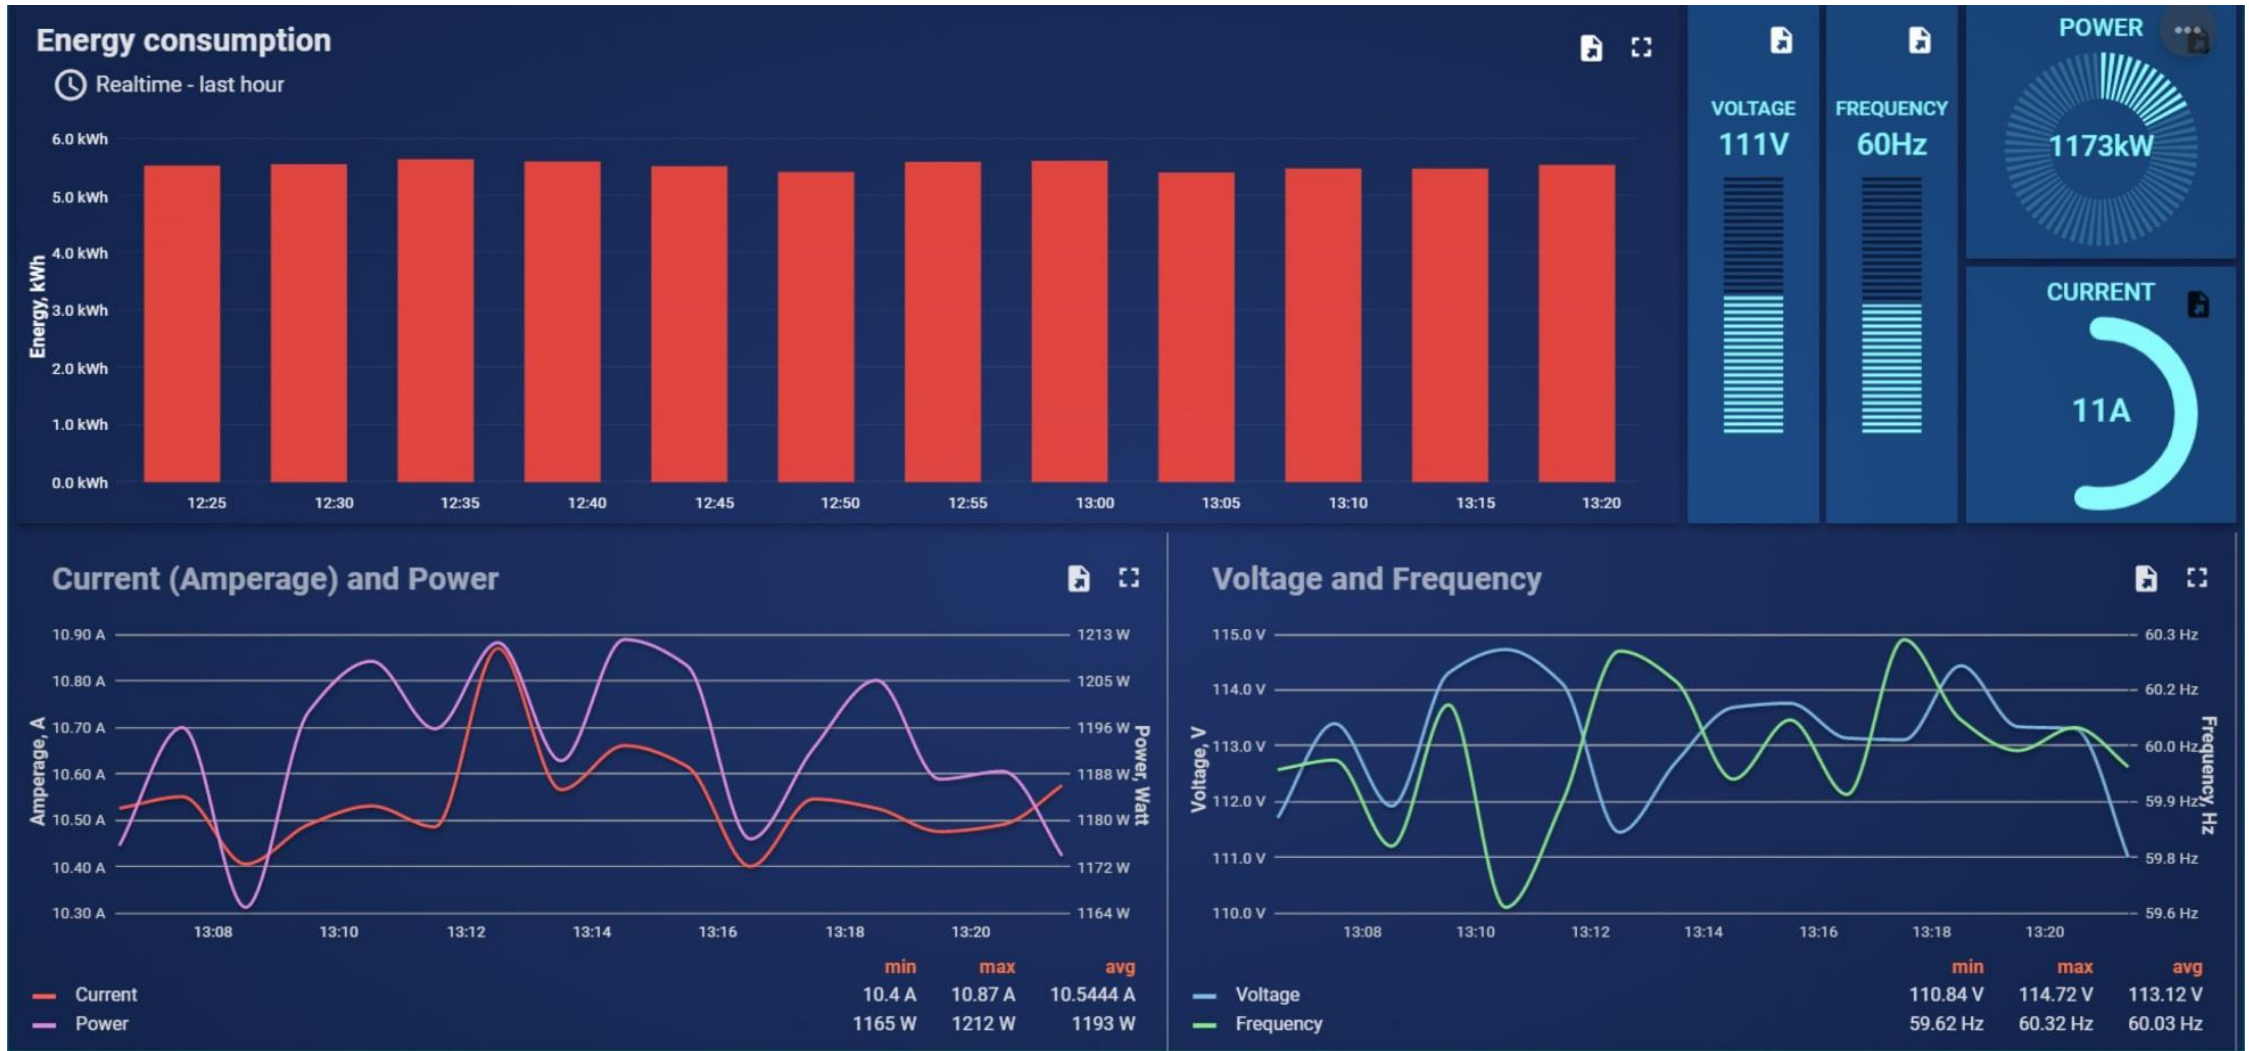 Energy consumption
Realtime - last hour
Energy, kWh
6.0 kWh
5.0 kWh
4.0 kWh
3.0 kWh
2.0 kWh
1.0 kWh
0.0 kWh
12:25 12:30 12:35 12:40 12:45 12:50 12:55 13:00 13:05 13:10 13:15 13:20
VOLTAGE
111V
FREQUENCY
60Hz
POWER
1173kW
CURRENT
11A
Current (Amperage) and Power
Amperage, A
10.90 A
10.80 A
10.70 A
10.60 A
10.50 A
10.40 A
10.30 A
1213 W
1205 W
1196 W
1188 W
1180 W
1172 W
1164 W
Power, Watt
13:08 13:10 13:12 13:14 13:16 13:18 13:20
min max avg
Current 10.4 A 10.87 A 10.5444 A
Power 1165 W 1212 W 1193 W
Voltage and Frequency
Voltage, V
115.0 V
114.0 V
113.0 V
112.0 V
111.0 V
110.0 V
60.3 Hz
60.2 Hz
60.0 Hz
59.9 Hz
59.8 Hz
59.6 Hz
Frequency, Hz
13:08 13:10 13:12 13:14 13:16 13:18 13:20
min max avg
Voltage 110.84 V 114.72 V 113.12 V
Frequency 59.62 Hz 60.32 Hz 60.03 Hz